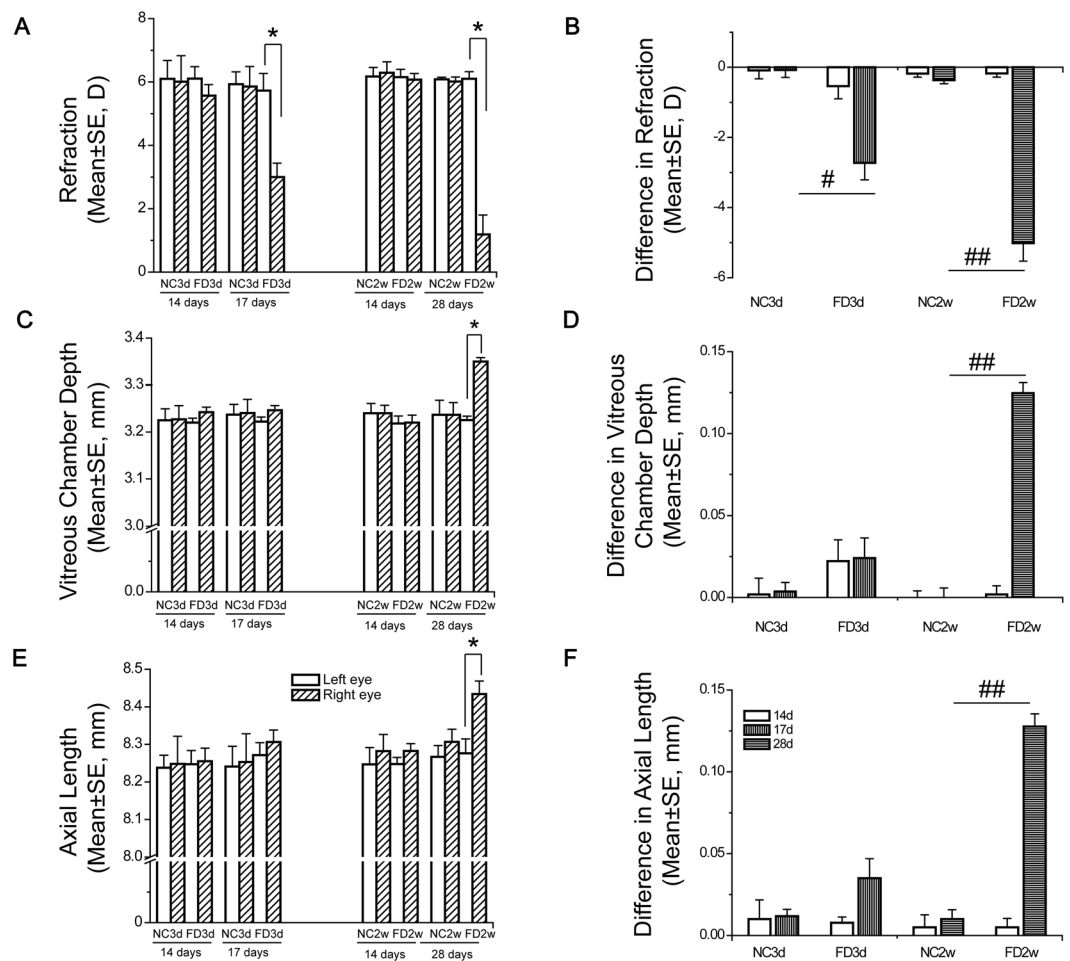 A
Refraction
(Mean±SE, D)
8
6
4
2
0
*
*
NC3d FD3d NC3d FD3d NC2w FD2w NC2w FD2w
14 days 17 days 14 days 28 days
B
Difference in Refraction
(Mean±SE, D)
0
-2
-4
-6
#
##
NC3d FD3d NC2w FD2w
C
Vitreous Chamber Depth
(Mean±SE, mm)
3.4
3.3
3.2
3.1
3.0
0.0
*
NC3d FD3d NC3d FD3d NC2w FD2w NC2w FD2w
14 days 17 days 14 days 28 days
D
Difference in Vitreous
Chamber Depth
(Mean±SE, mm)
0.15
0.10
0.05
0.00
##
NC3d FD3d NC2w FD2w
E
Axial Length
(Mean±SE, mm)
8.5
8.4
8.3
8.2
8.1
8.0
0
Left eye
Right eye
*
NC3d FD3d NC3d FD3d NC2w FD2w NC2w FD2w
14 days 17 days 14 days 28 days
F
Difference in Axial Length
(Mean±SE, mm)
0.15
0.10
0.05
0.00
14d
17d
28d
##
NC3d FD3d NC2w FD2w